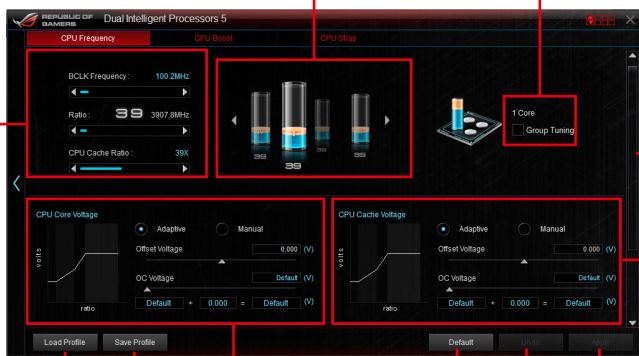 REPUBLIC OF GAMERS Dual Intelligent Processors 5
CPU Frequency GPU Boost CPU Strap
BCLK Frequency : 100.2MHz
Ratio : 39 3907.8MHz
CPU Cache Ratio : 39X
39 39 39 39
1 Core
Group Tuning
CPU Core Voltage
Adaptive Manual
Offset Voltage 0.000 (V)
OC Voltage Default (V)
Default + 0.000 = Default (V)
volts
ratio
CPU Cache Voltage
Adaptive Manual
Offset Voltage 0.000 (V)
OC Voltage Default (V)
Default + 0.000 = Default (V)
volts
ratio
Load Profile Save Profile Default Undo Apply